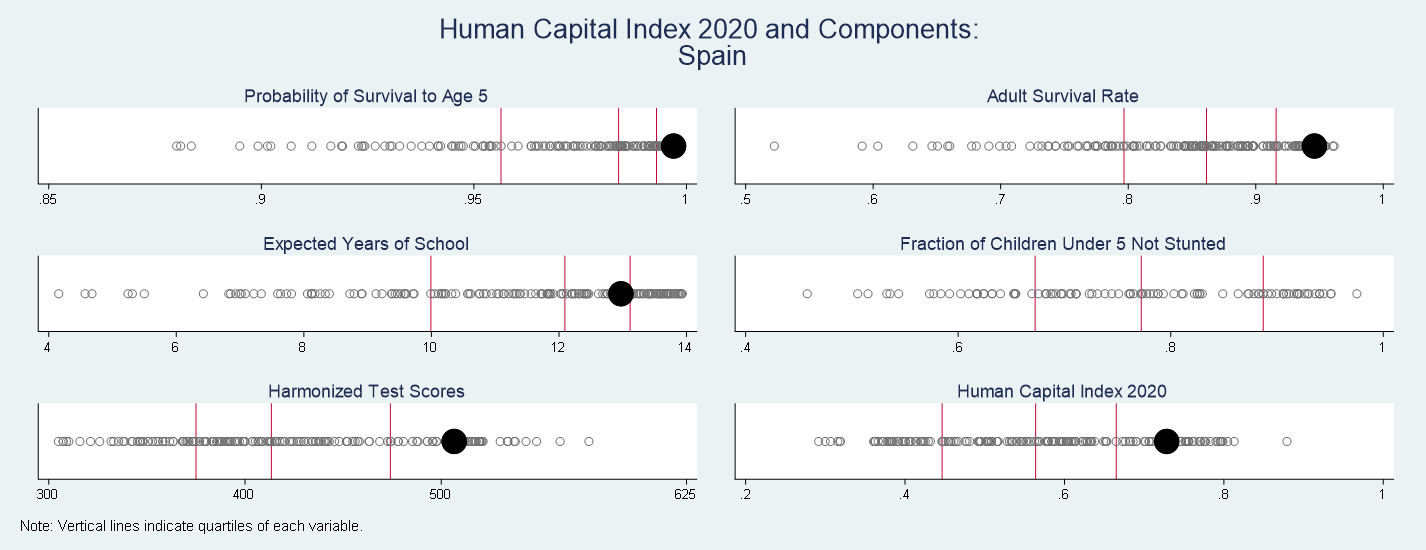 Human Capital Index 2020 and Components:
Spain
Probability of Survival to Age 5
.85 .9 .95 1
Adult Survival Rate
.5 .6 .7 .8 .9 1
Expected Years of School
4 6 8 10 12 14
Fraction of Children Under 5 Not Stunted
.4 .6 .8 1
Harmonized Test Scores
300 400 500 625
Human Capital Index 2020
.2 .4 .6 .8 1
Note: Vertical lines indicate quartiles of each variable.